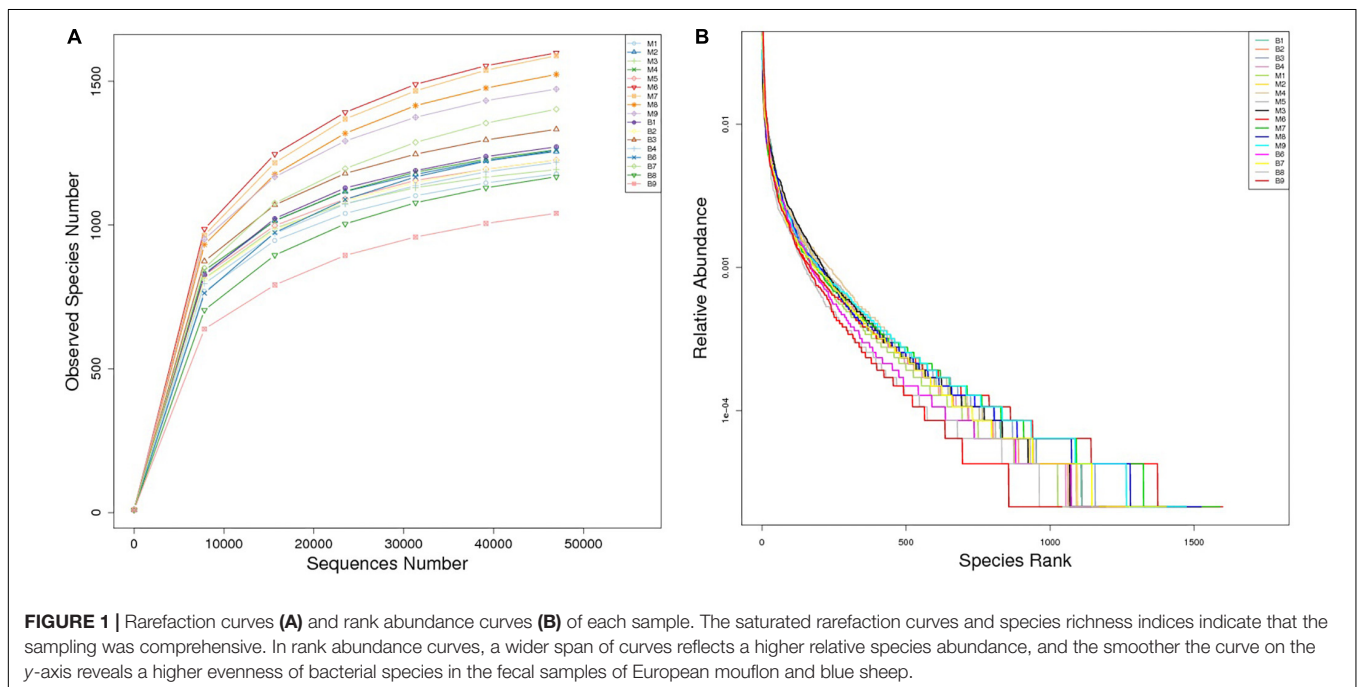 A
Observed Species Number
1500
1000
500
0
0 10000 20000 30000 40000 50000
Sequences Number
M1
M2
M3
M4
M5
M6
M7
M8
M9
B1
B2
B3
B4
B6
B7
B8
B9
B
Relative Abundance
0.01
0.001
1e-04
0 500 1000 1500
Species Rank
B1
B2
B3
B4
M1
M2
M4
M5
M3
M6
M7
M8
M9
B6
B7
B8
B9
FIGURE 1 | Rarefaction curves (A) and rank abundance curves (B) of each sample. The saturated rarefaction curves and species richness indices indicate that the
sampling was comprehensive. In rank abundance curves, a wider span of curves reflects a higher relative species abundance, and the smoother the curve on the
y-axis reveals a higher evenness of bacterial species in the fecal samples of European mouflon and blue sheep.